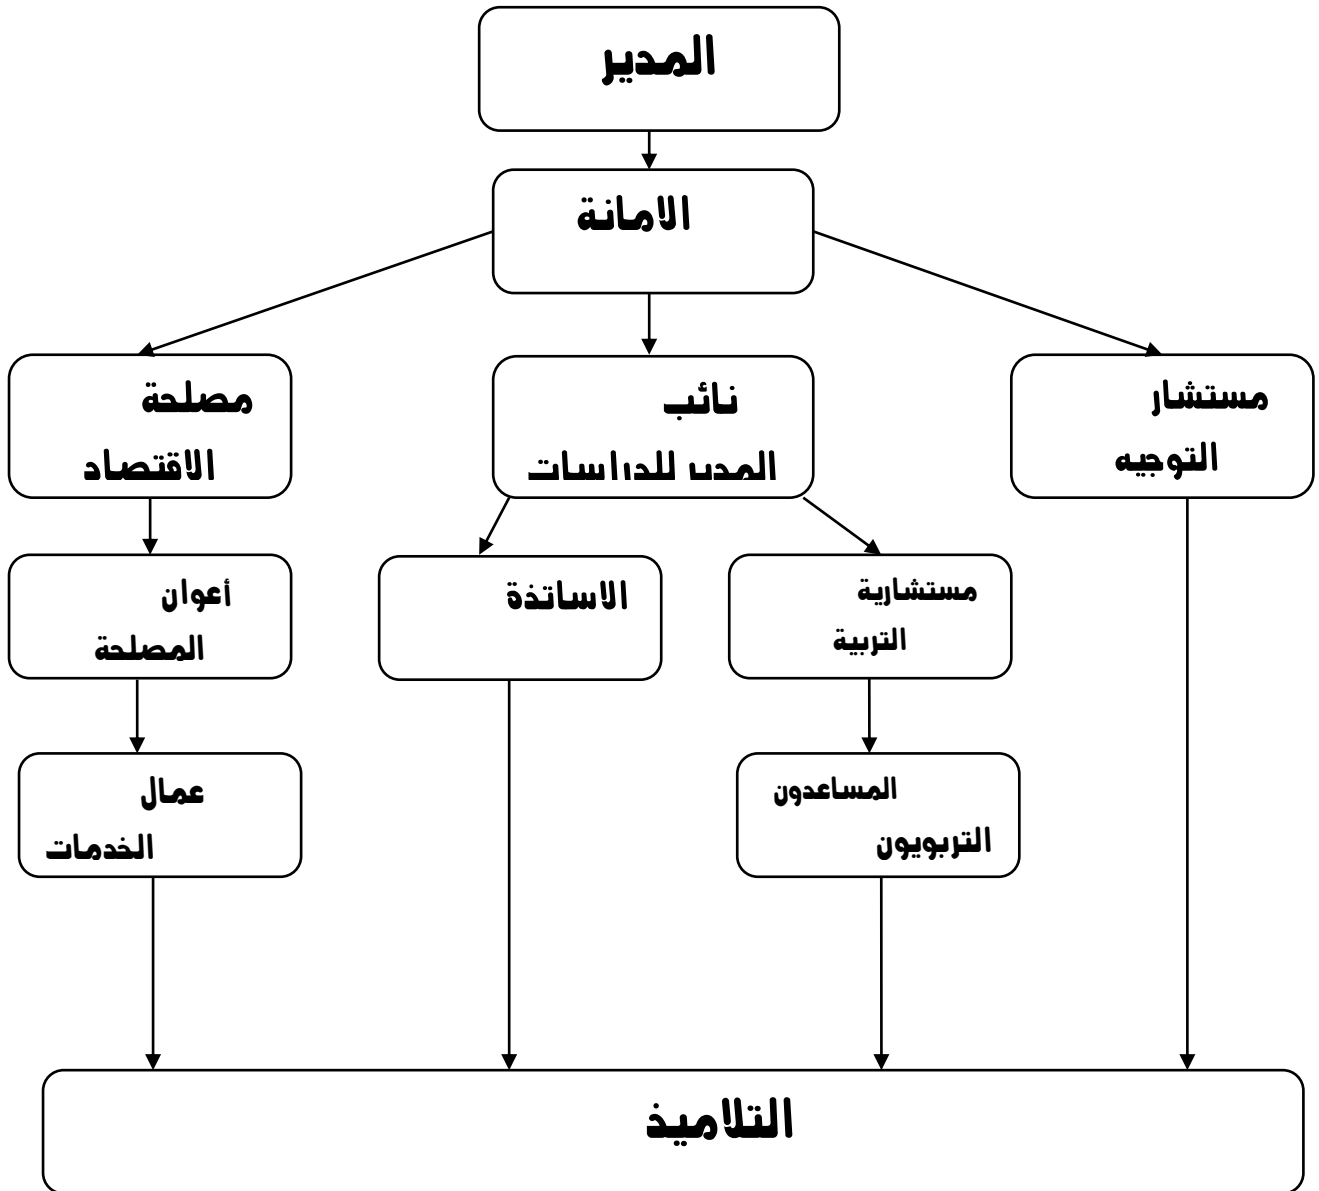 المدير
الامانة
مستشار
التوجيه
نائب
المدير للدراسات
مصلحة
الاقتصاد
مستشارية
التربية
الاساتذة
أعوان
المصلحة
المساعدون
التربويون
عمال
الخدمات
التلاميذ